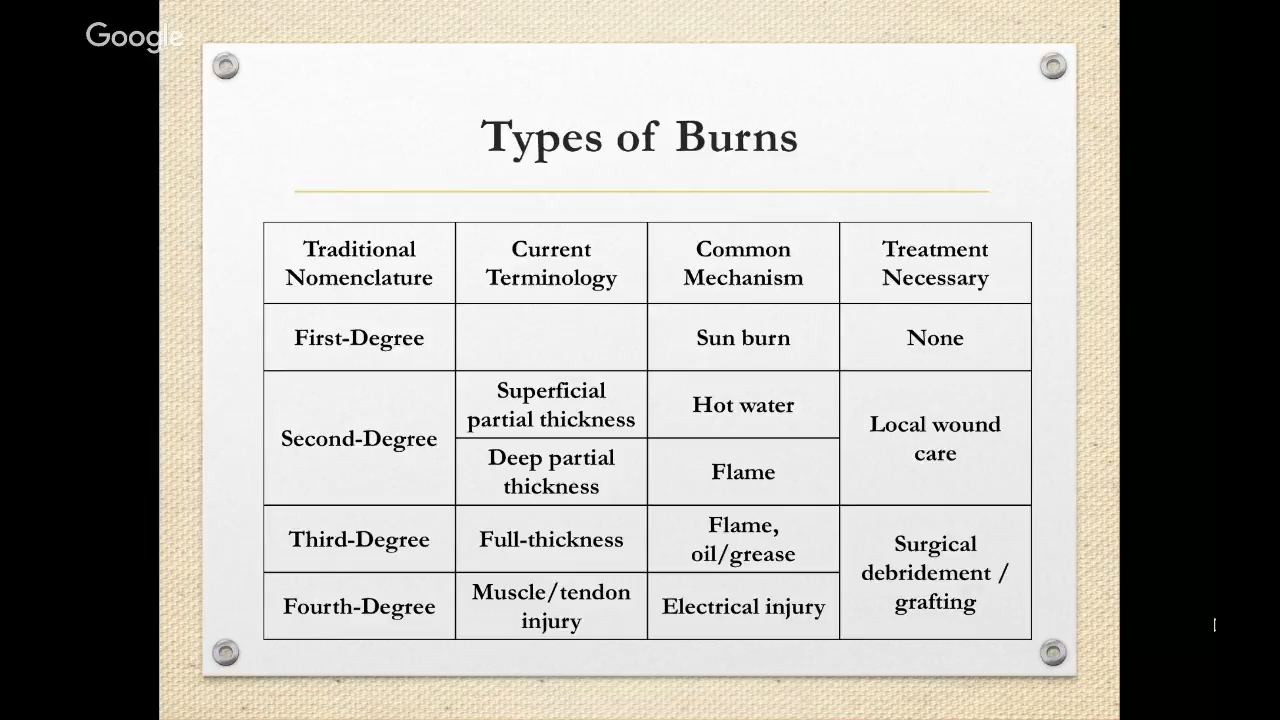 Google
Types of Burns
Traditional
Nomenclature
Current
Terminology
Common
Mechanism
Treatment
Necessary
First-Degree
Sun burn
None
Second-Degree
Superficial
partial thickness
Hot water
Local wound
care
Deep partial
thickness
Flame
Third-Degree
Full-thickness
Flame,
oil/grease
Surgical
debridement /
grafting
Fourth-Degree
Muscle/tendon
injury
Electrical injury